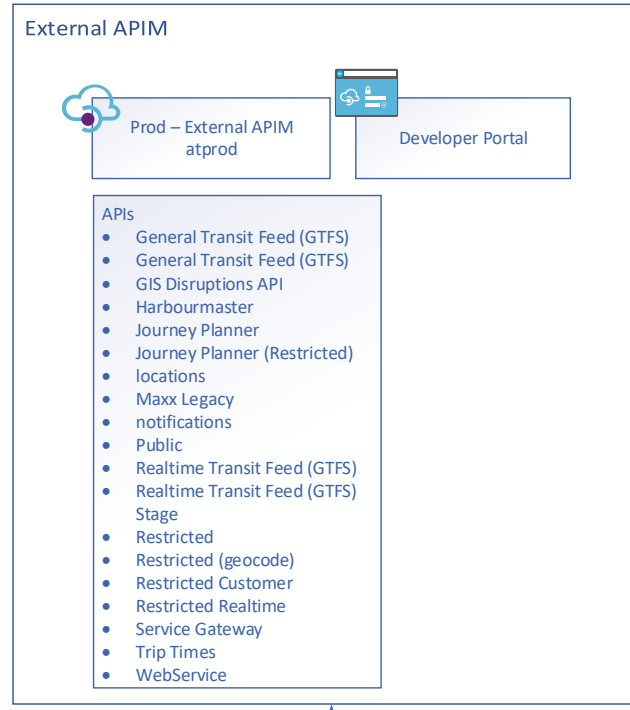 External APIM
Prod – External APIM
atprod
Developer Portal
APIs
• General Transit Feed (GTFS)
• General Transit Feed (GTFS)
• GIS Disruptions API
• Harbourmaster
• Journey Planner
• Journey Planner (Restricted)
• locations
• Maxx Legacy
• notifications
• Public
• Realtime Transit Feed (GTFS)
• Realtime Transit Feed (GTFS)
Stage
• Restricted
• Restricted (geocode)
• Restricted Customer
• Restricted Realtime
• Service Gateway
• Trip Times
• WebService